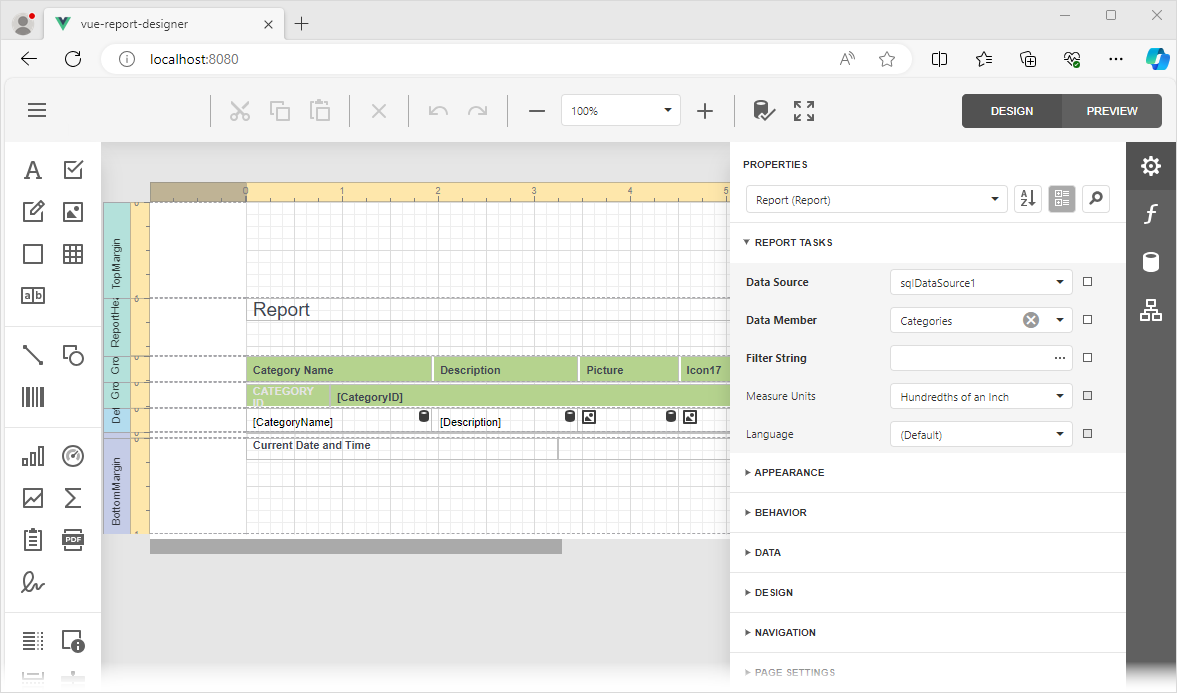 vue-report-designer
localhost:8080
100%
DESIGN PREVIEW
PROPERTIES
Report (Report)
REPORT TASKS
Data Source sqlDataSource1
Data Member Categories
Filter String
Measure Units Hundredths of an Inch
Language (Default)
APPEARANCE
BEHAVIOR
DATA
DESIGN
NAVIGATION
PAGE SETTINGS
0 1 2 3 4 5
TopMargin
ReportHe
Report
Gro
Category Name Description Picture Icon17
Gro
CATEGORY
ID
[CategoryID]
Det
[CategoryName] [Description]
BottomMargin
Current Date and Time
A
ab
PDF
A
Z
f